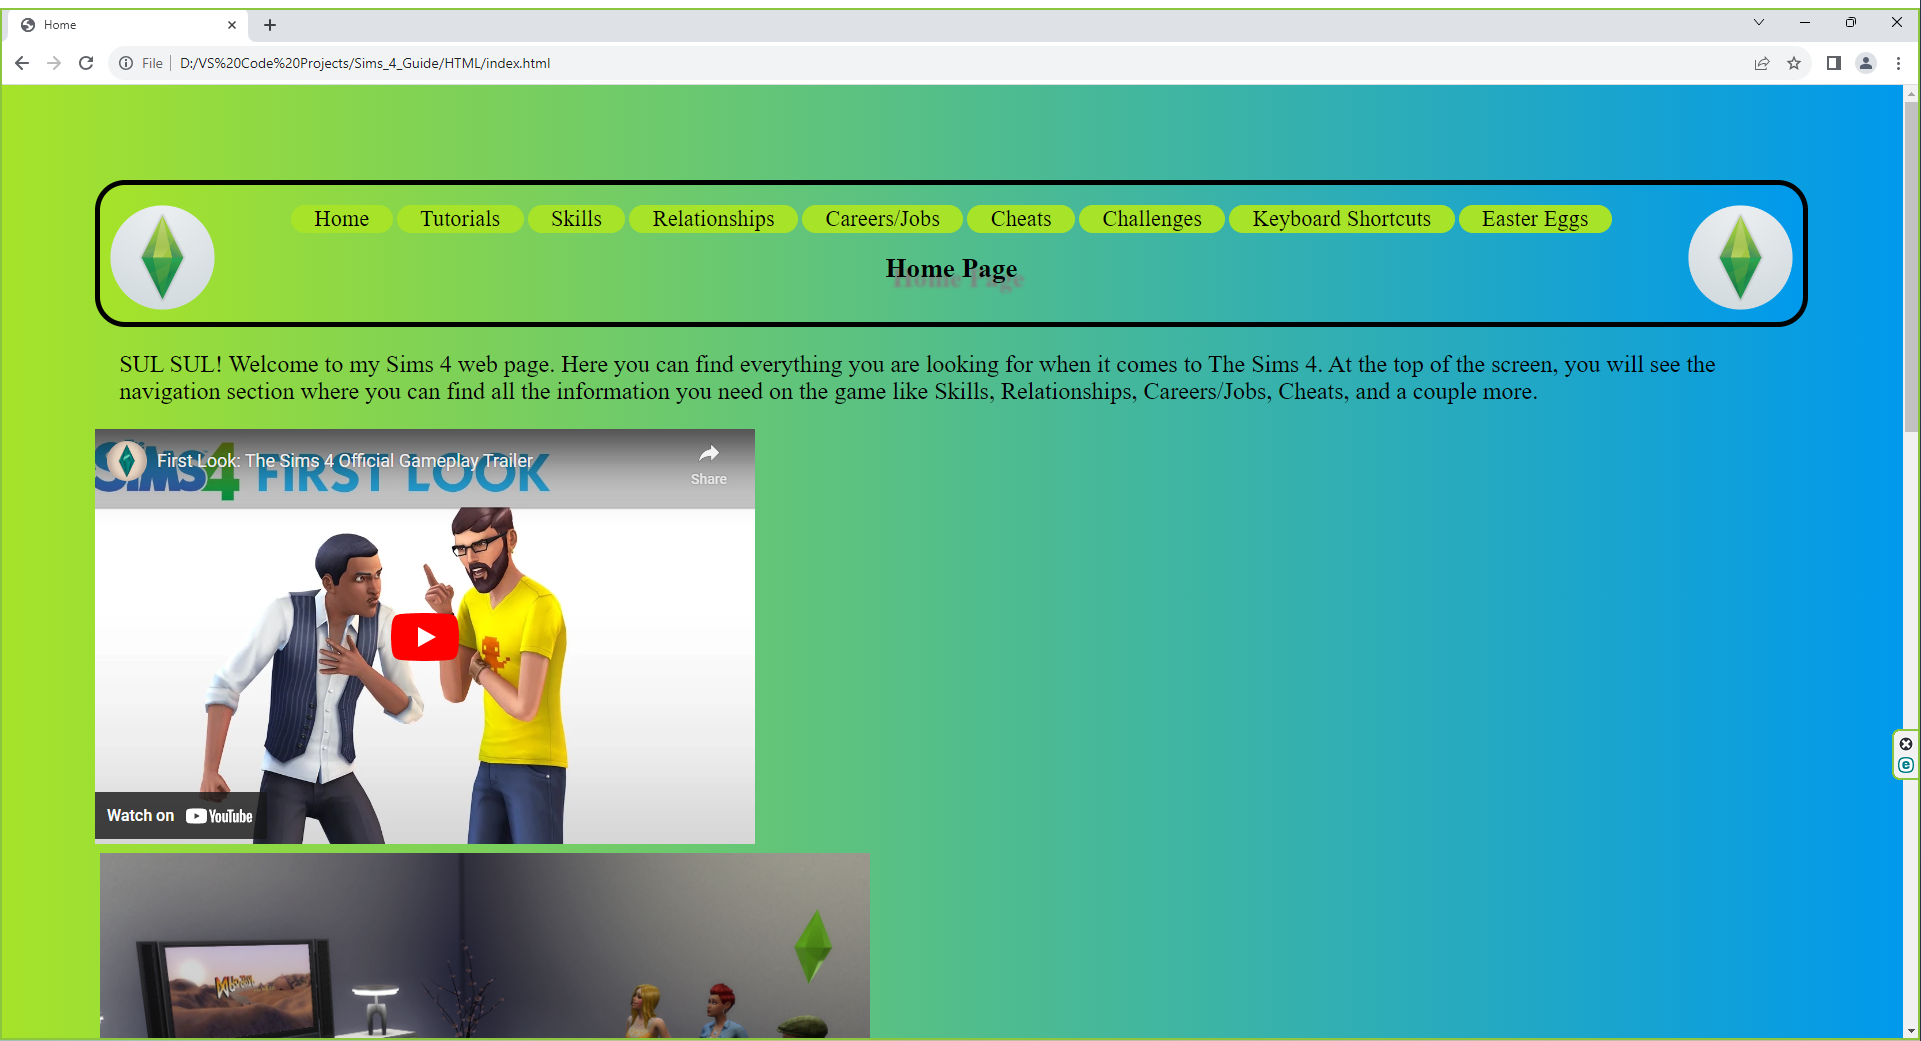 Home
File
D:/VS%20Code%20Projects/Sims_4_Guide/HTML/index.html
Home Tutorials Skills Relationships Careers/Jobs Cheats Challenges Keyboard Shortcuts Easter Eggs
Home Page
SUL SUL! Welcome to my Sims 4 web page. Here you can find everything you are looking for when it comes to The Sims 4. At the top of the screen, you will see the
navigation section where you can find all the information you need on the game like Skills, Relationships, Careers/Jobs, Cheats, and a couple more.
First Look: The Sims 4 Official Gameplay Trailer
Share
SIMS 4 FIRST LOOK
Watch on YouTube